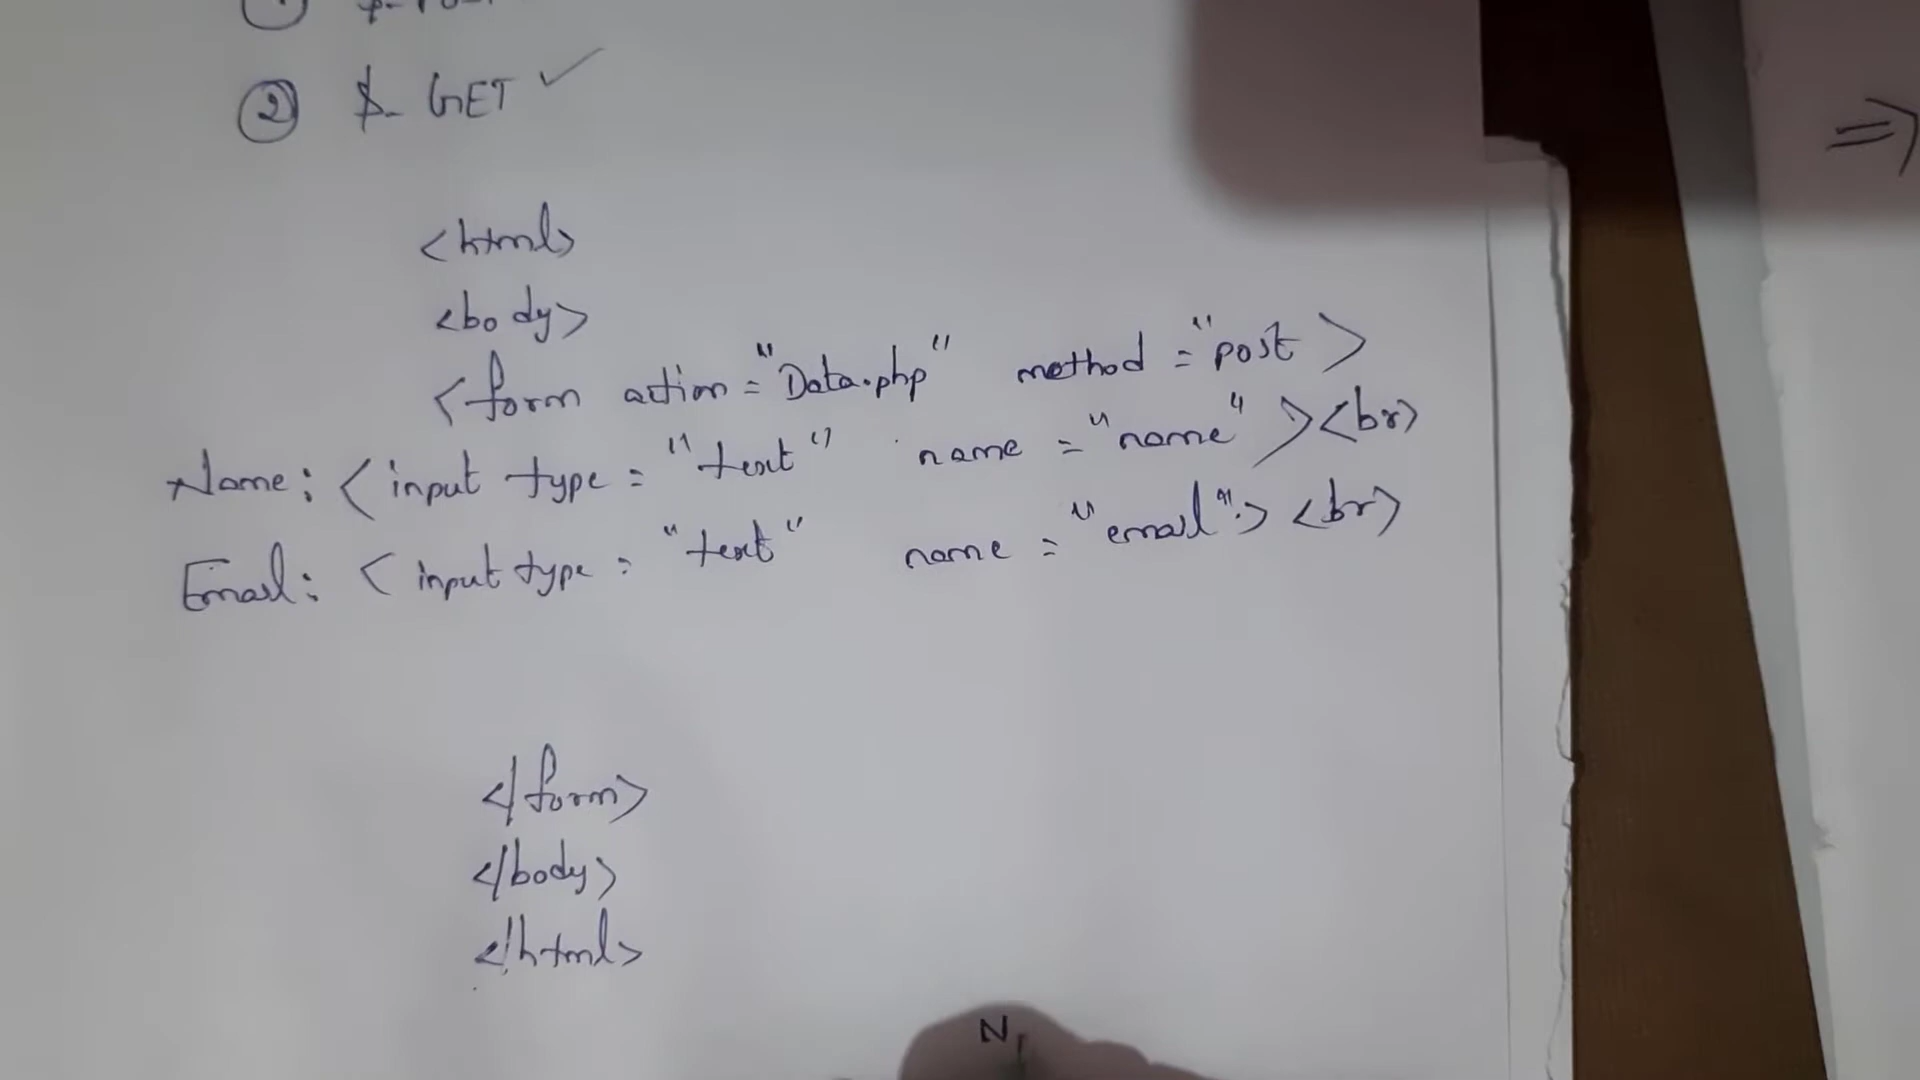 ② $_GET ✓
<html>
<body>
<form action="Data.php" method="post>
Name: <input type="text" name="name"><br>
Email: <input type="text" name="email"><br>
</form>
</body>
</html>
⇒
N